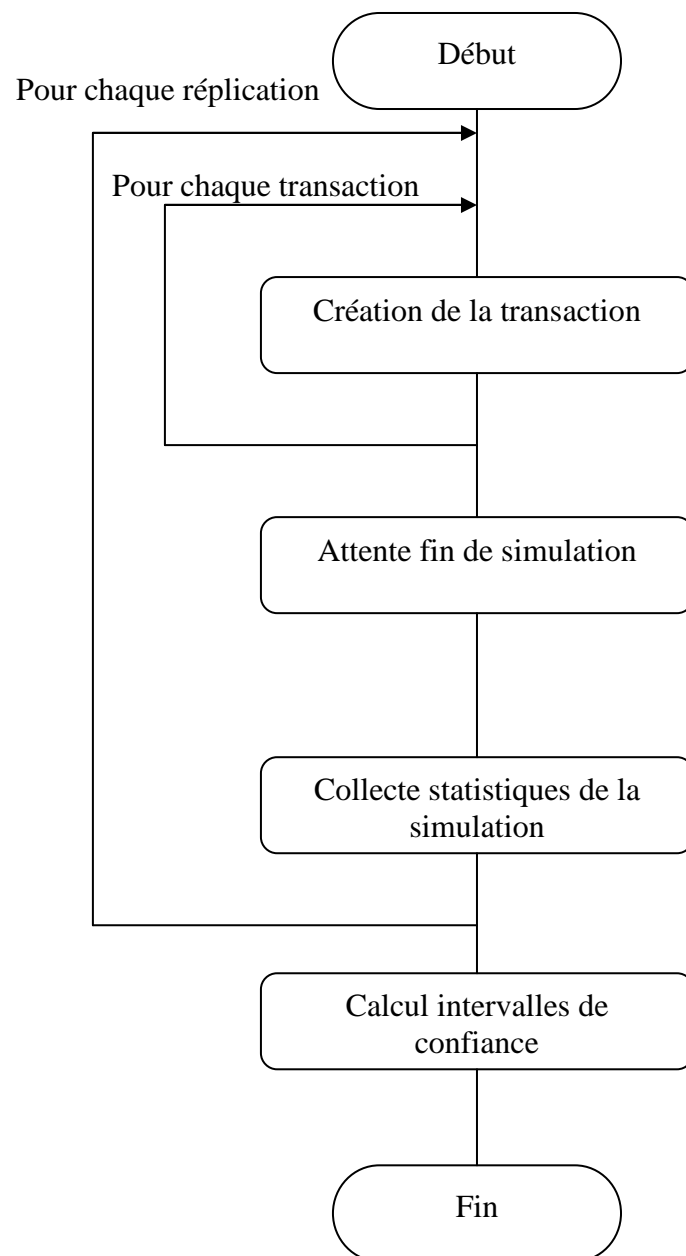 Début
Pour chaque réplication
Pour chaque transaction
Création de la transaction
Attente fin de simulation
Collecte statistiques de la
simulation
Calcul intervalles de
confiance
Fin